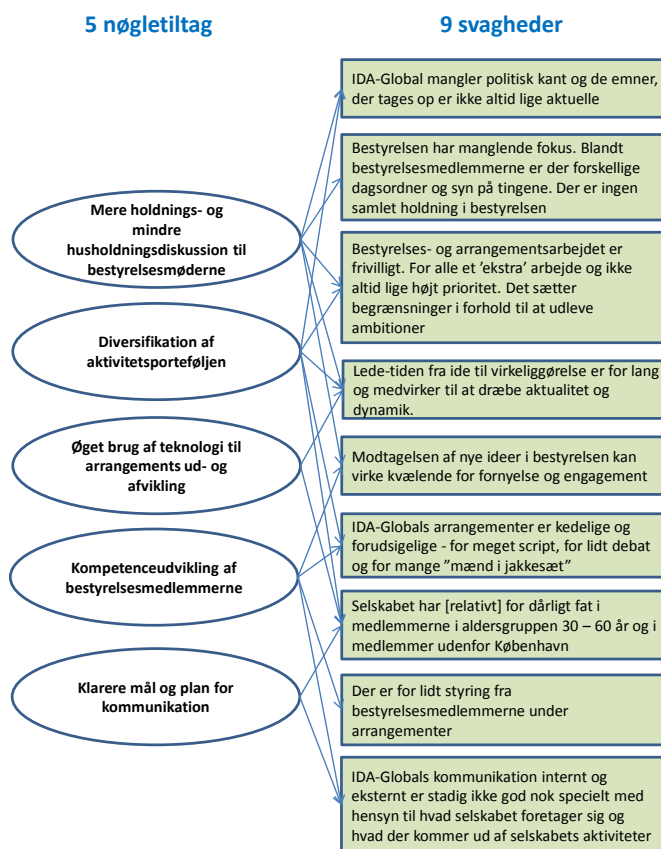 5 nøgletiltag
9 svagheder
Mere holdnings- og
mindre
husholdningsdiskussion til
bestyrelsesmøderne
Diversifikation af
aktivitetsporteføljen
Øget brug af teknologi til
arrangements ud- og
afvikling
Kompetenceudvikling af
bestyrelsesmedlemmerne
Klarere mål og plan for
kommunikation
IDA-Global mangler politisk kant og de emner,
der tages op er ikke altid lige aktuelle
Bestyrelsen har manglende fokus. Blandt
bestyrelsesmedlemmerne er der forskellige
dagsordner og syn på tingene. Der er ingen
samlet holdning i bestyrelsen
Bestyrelses- og arrangementsarbejdet er
frivilligt. For alle et ’ekstra’ arbejde og ikke
altid lige højt prioritet. Det sætter
begrænsninger i forhold til at udleve
ambitioner
Lede-tiden fra ide til virkeliggørelse er for lang
og medvirker til at dræbe aktualitet og
dynamik.
Modtagelsen af nye ideer i bestyrelsen kan
virke kvælende for fornyelse og engagement
IDA-Globals arrangementer er kedelige og
forudsigelige - for meget script, for lidt debat
og for mange ”mænd i jakkesæt”
Selskabet har [relativt] for dårligt fat i
medlemmerne i aldersgruppen 30 – 60 år og i
medlemmer udenfor København
Der er for lidt styring fra
bestyrelsesmedlemmerne under
arrangementer
IDA-Globals kommunikation internt og
eksternt er stadig ikke god nok specielt med
hensyn til hvad selskabet foretager sig og
hvad der kommer ud af selskabets aktiviteter